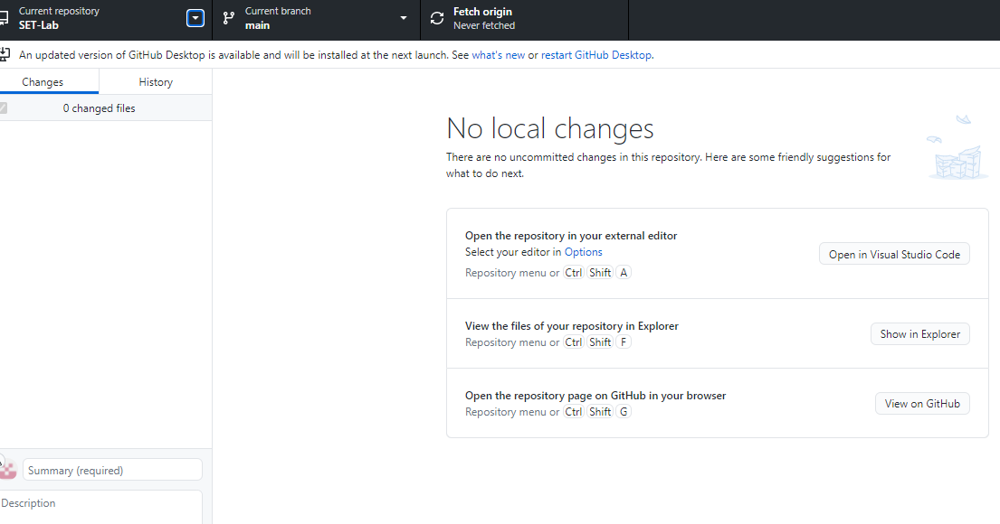 Current repository
SET-Lab
Current branch
main
Fetch origin
Never fetched
An updated version of GitHub Desktop is available and will be installed at the next launch. See what's new or restart GitHub Desktop.
Changes
History
0 changed files
No local changes
There are no uncommitted changes in this repository. Here are some friendly suggestions for
what to do next.
Open the repository in your external editor
Select your editor in Options
Repository menu or Ctrl Shift A
Open in Visual Studio Code
View the files of your repository in Explorer
Repository menu or Ctrl Shift F
Show in Explorer
Open the repository page on GitHub in your browser
Repository menu or Ctrl Shift G
View on GitHub
Summary (required)
Description